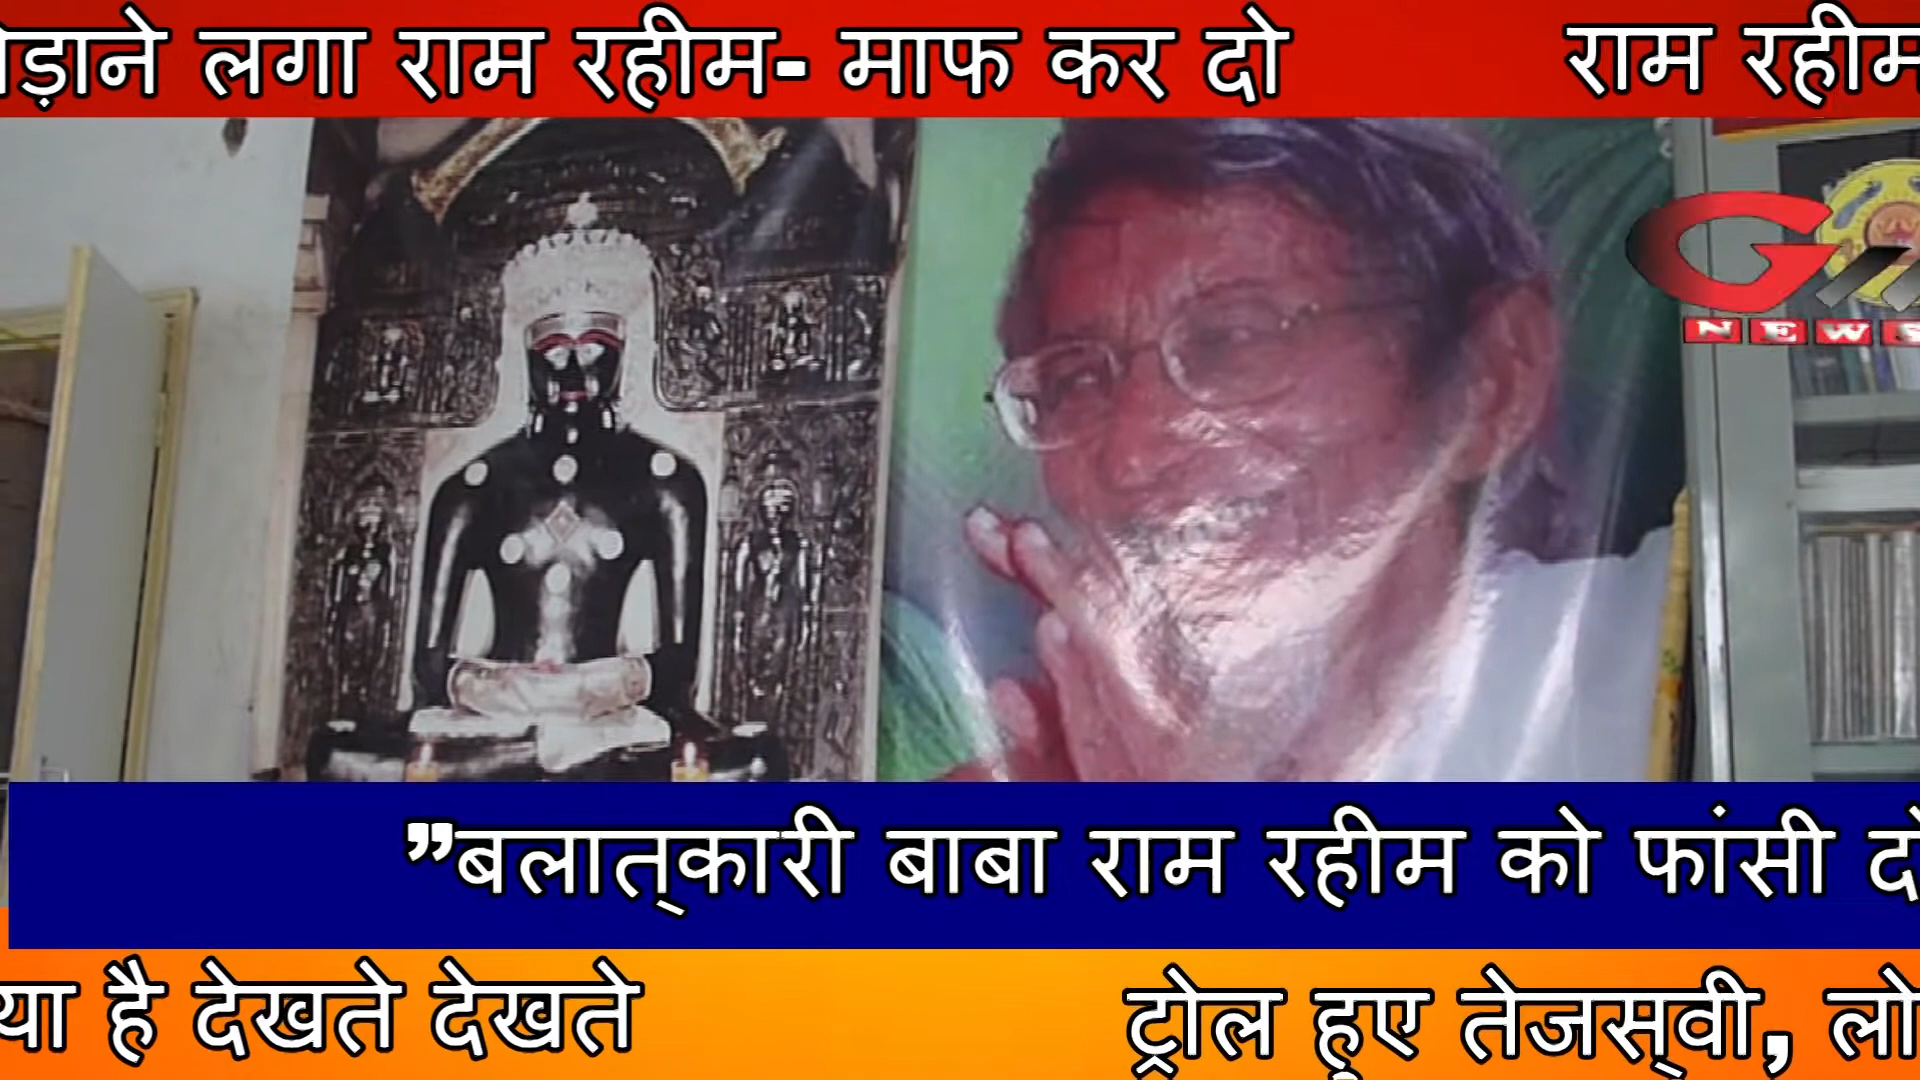 लगा राम रहीम- माफ कर दो राम रहीम
NEWS
"बलात्कारी बाबा राम रहीम को फांसी दो
है देखते देखते ट्रोल हुए तेजस्वी,